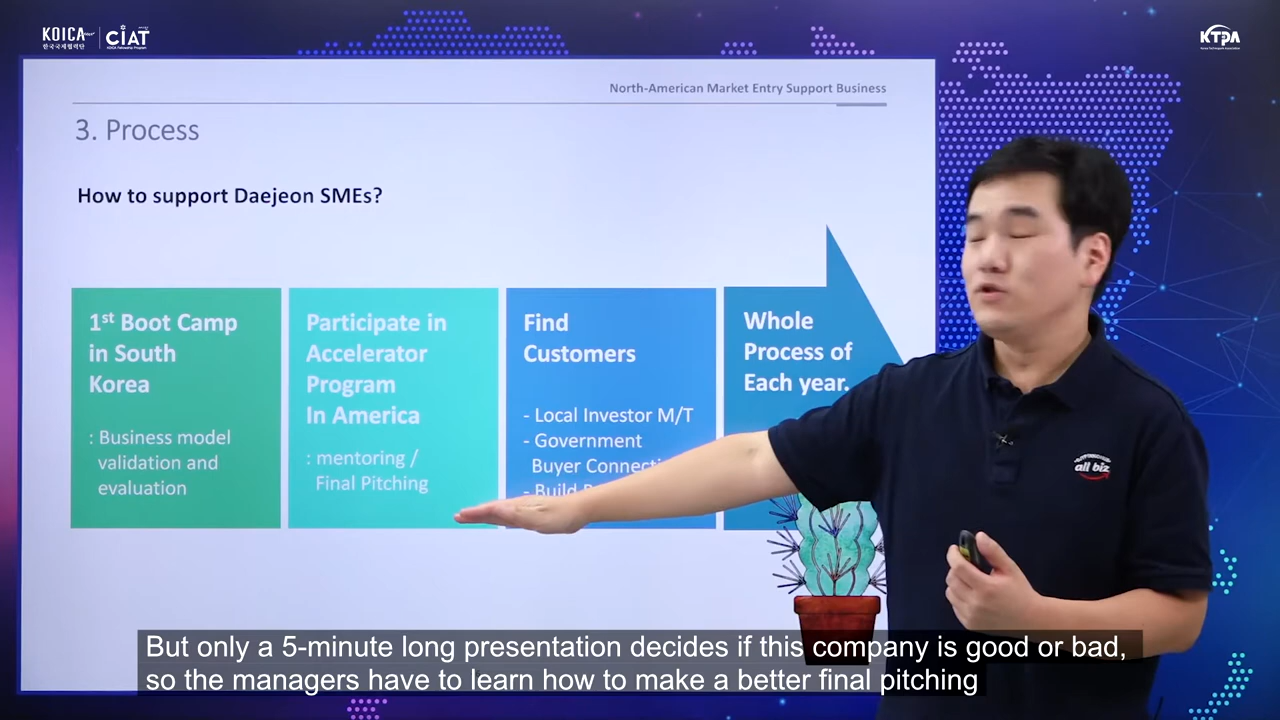 KOICA
한국국제협력단
CIAT
KOICA Fellowship Program
KTPA
North-American Market Entry Support Business
3. Process
How to support Daejeon SMEs?
1st Boot Camp
in South
Korea
: Business model
validation and
evaluation
Participate in
Accelerator
Program
In America
: mentoring /
Final Pitching
Find
Customers
- Local Investor M/T
- Government
Buyer Connecti
- Build
Whole
Process of
Each year.
all biz
But only a 5-minute long presentation decides if this company is good or bad,
so the managers have to learn how to make a better final pitching